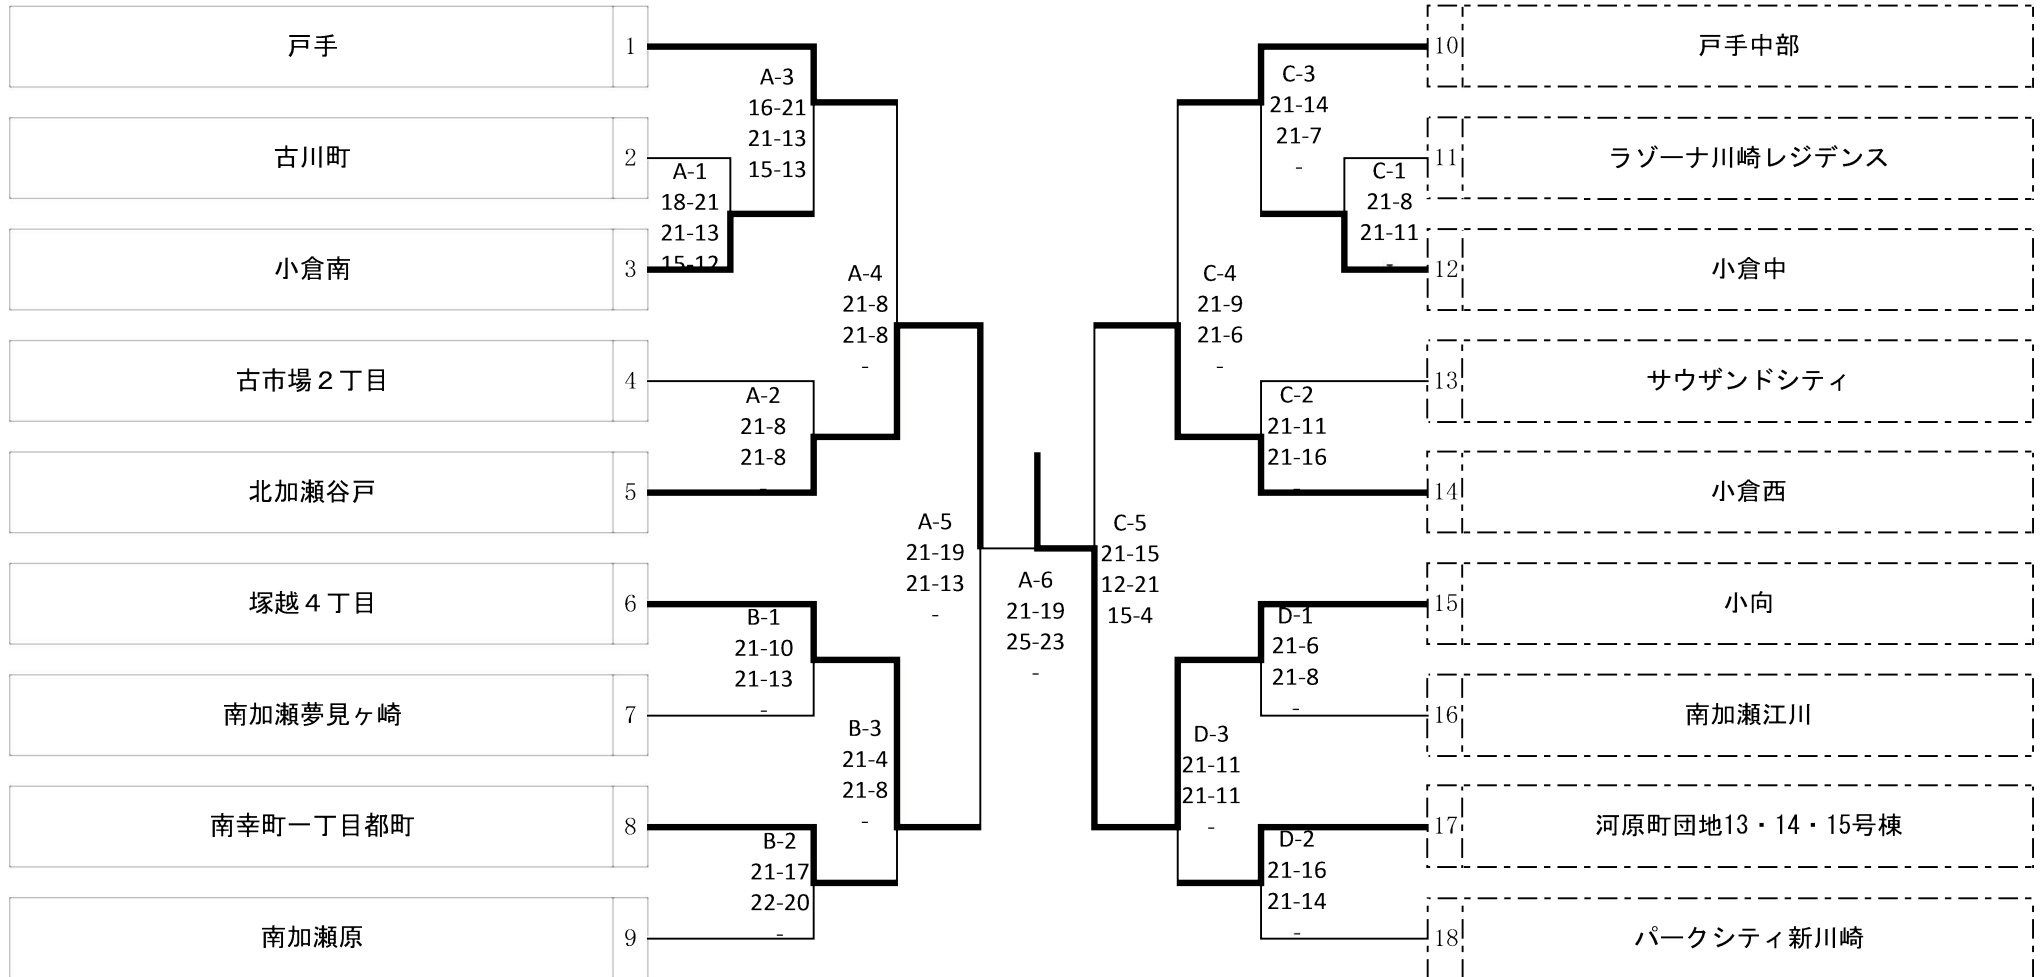 戸手
1
古川町
2
小倉南
3
古市場２丁目
4
北加瀬谷戸
5
塚越４丁目
6
南加瀬夢見ヶ崎
7
南幸町一丁目都町
8
南加瀬原
9
A-1
18-21
21-13
15-12
A-3
16-21
21-13
15-13
A-2
21-8
21-8
-
A-4
21-8
21-8
-
B-1
21-10
21-13
-
B-2
21-17
22-20
-
B-3
21-4
21-8
-
A-5
21-19
21-13
-
A-6
21-19
25-23
-
C-5
21-15
12-21
15-4
C-4
21-9
21-6
-
C-3
21-14
21-7
-
C-1
21-8
21-11
-
C-2
21-11
21-16
-
D-1
21-6
21-8
-
D-3
21-11
21-11
-
D-2
21-16
21-14
-
10
戸手中部
11
ラゾーナ川崎レジデンス
12
小倉中
13
サウザンドシティ
14
小倉西
15
小向
16
南加瀬江川
17
河原町団地13・14・15号棟
18
パークシティ新川崎